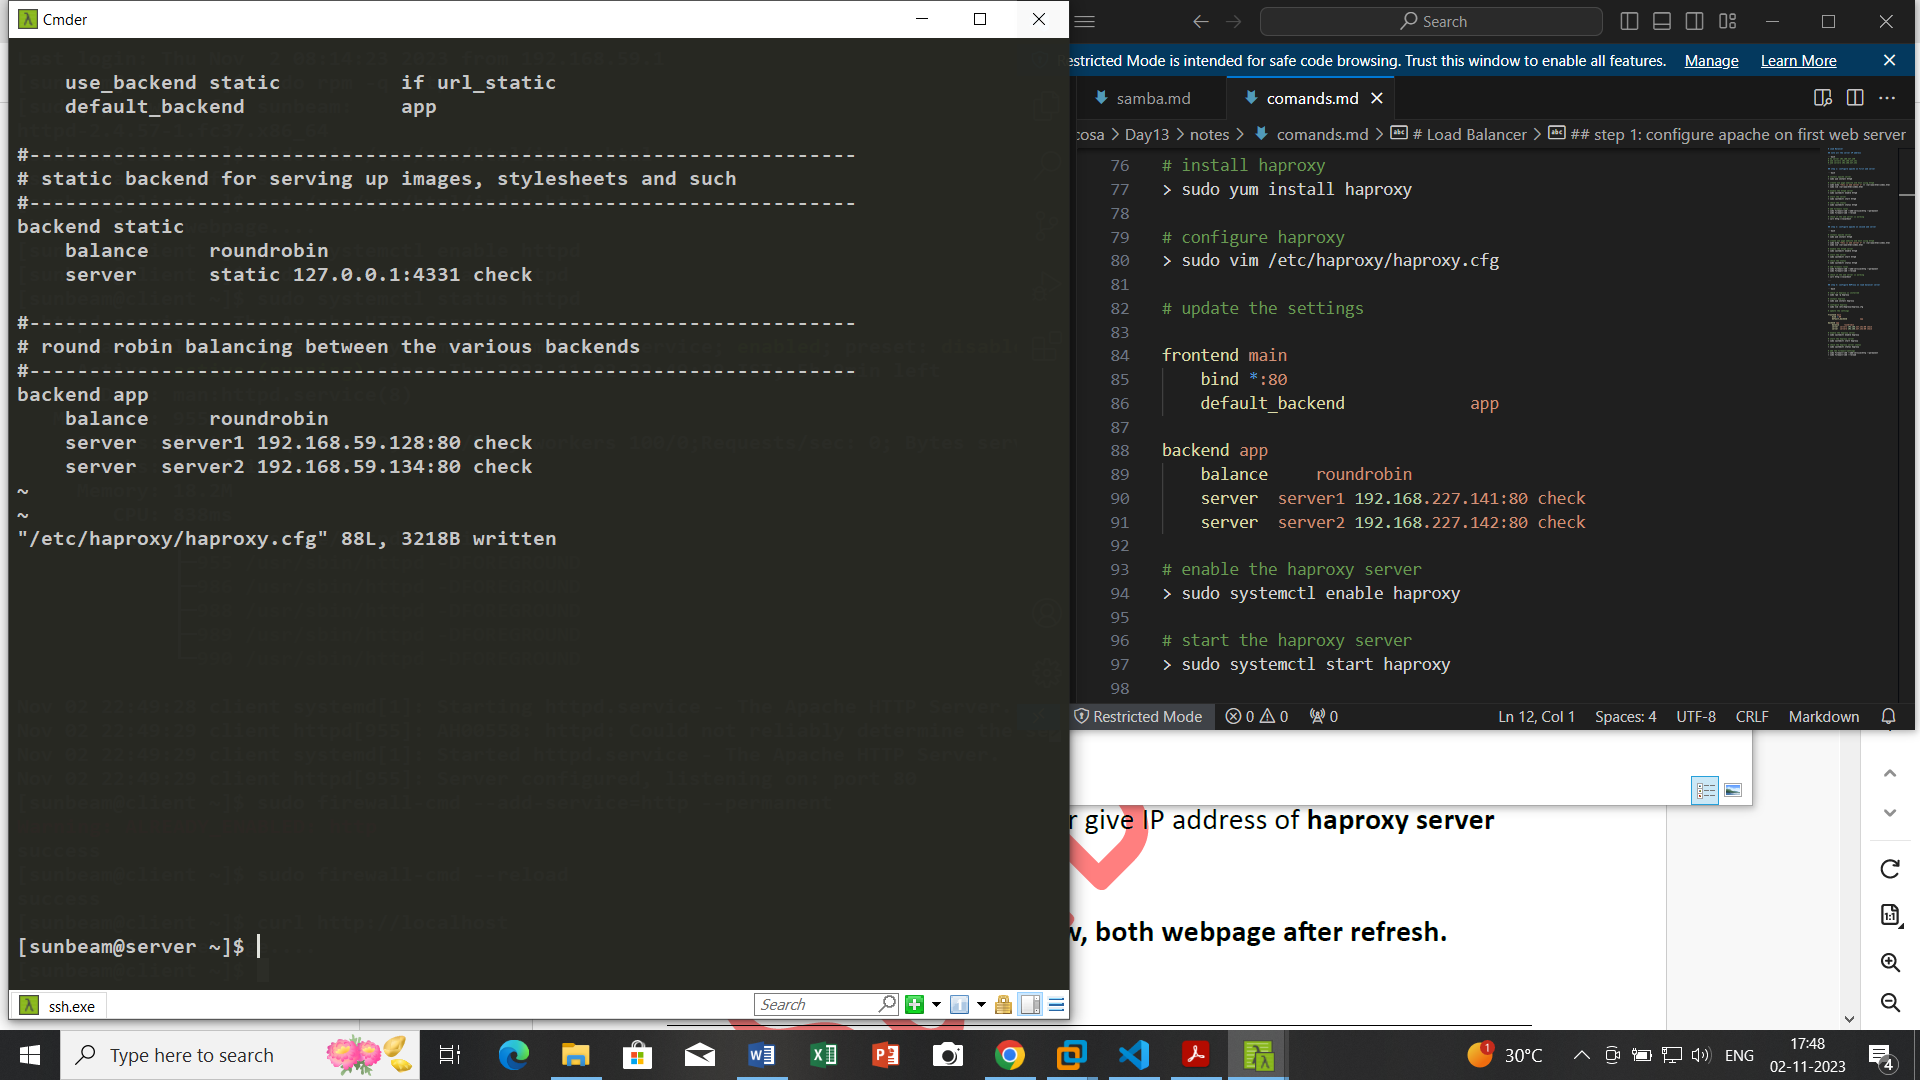 Cmder
use_backend static if url_static
default_backend app
#---------------------------------------------------------------------
# static backend for serving up images, stylesheets and such
#---------------------------------------------------------------------
backend static
balance roundrobin
server static 127.0.0.1:4331 check
#---------------------------------------------------------------------
# round robin balancing between the various backends
#---------------------------------------------------------------------
backend app
balance roundrobin
server server1 192.168.59.128:80 check
server server2 192.168.59.134:80 check
~
~
"/etc/haproxy/haproxy.cfg" 88L, 3218B written
[sunbeam@server ~]$
ssh.exe
Search
Search
estricted Mode is intended for safe code browsing. Trust this window to enable all features. Manage Learn More
samba.md
comands.md
cosa > Day13 > notes > comands.md > # Load Balancer > ## step 1: configure apache on first web server
76 # install haproxy
77 > sudo yum install haproxy
78
79 # configure haproxy
80 > sudo vim /etc/haproxy/haproxy.cfg
81
82 # update the settings
83
84 frontend main
85 bind *:80
86 default_backend app
87
88 backend app
89 balance roundrobin
90 server server1 192.168.227.141:80 check
91 server server2 192.168.227.142:80 check
92
93 # enable the haproxy server
94 > sudo systemctl enable haproxy
95
96 # start the haproxy server
97 > sudo systemctl start haproxy
98
Restricted Mode 0 0 0 Ln 12, Col 1 Spaces: 4 UTF-8 CRLF Markdown
r give IP address of haproxy server
w, both webpage after refresh.
Type here to search
30°C
ENG
17:48
02-11-2023
4